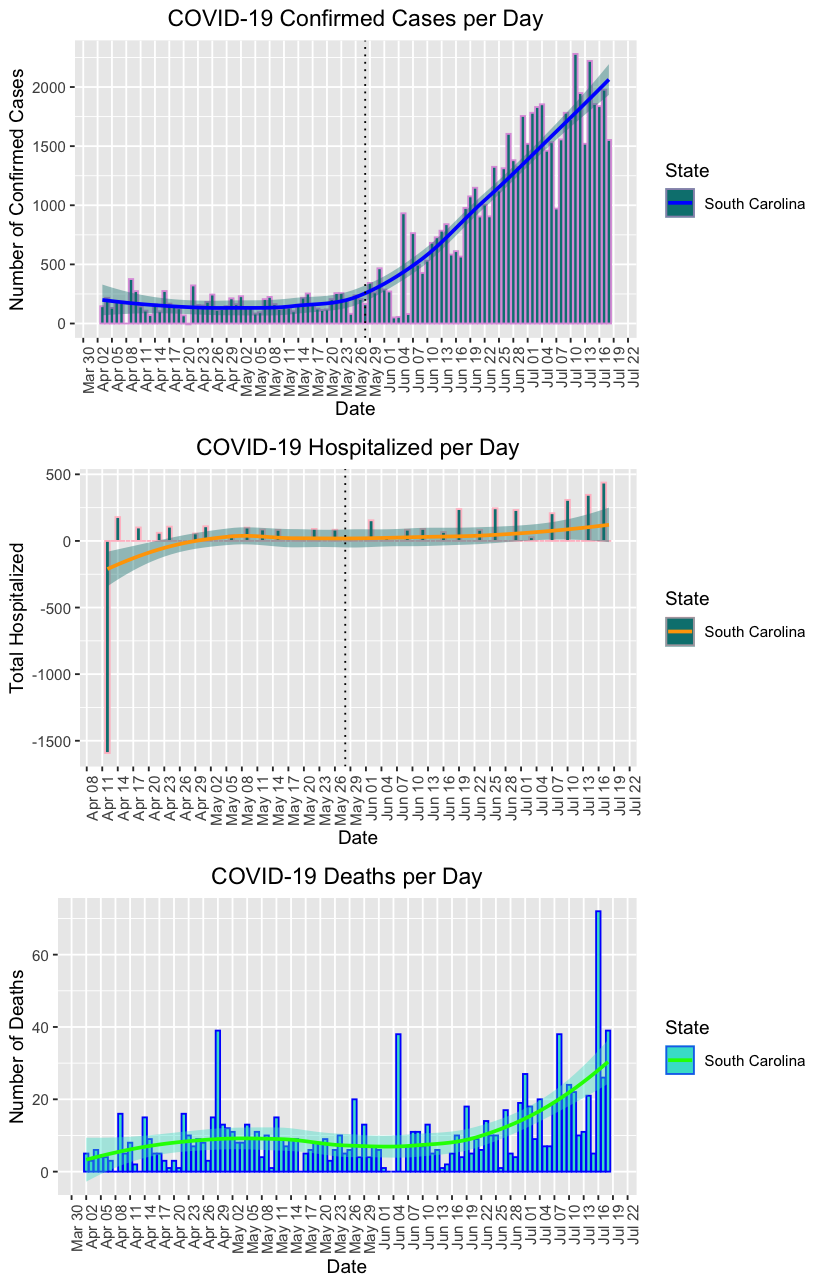 COVID-19 Confirmed Cases per Day
Number of Confirmed Cases
2000
1500
1000
500
0
Mar 30
Apr 02
Apr 05
Apr 08
Apr 11
Apr 14
Apr 17
Apr 20
Apr 23
Apr 26
Apr 29
May 02
May 05
May 08
May 11
May 14
May 17
May 20
May 23
May 26
May 29
Jun 01
Jun 04
Jun 07
Jun 10
Jun 13
Jun 16
Jun 19
Jun 22
Jun 25
Jun 28
Jul 01
Jul 04
Jul 07
Jul 10
Jul 13
Jul 16
Jul 19
Jul 22
Date
State
South Carolina
COVID-19 Hospitalized per Day
Total Hospitalized
500
0
-500
-1000
-1500
Apr 08
Apr 11
Apr 14
Apr 17
Apr 20
Apr 23
Apr 26
Apr 29
May 02
May 05
May 08
May 11
May 14
May 17
May 20
May 23
May 26
May 29
Jun 01
Jun 04
Jun 07
Jun 10
Jun 13
Jun 16
Jun 19
Jun 22
Jun 25
Jun 28
Jul 01
Jul 04
Jul 07
Jul 10
Jul 13
Jul 16
Jul 19
Jul 22
Date
State
South Carolina
COVID-19 Deaths per Day
Number of Deaths
60
40
20
0
Mar 30
Apr 02
Apr 05
Apr 08
Apr 11
Apr 14
Apr 17
Apr 20
Apr 23
Apr 26
Apr 29
May 02
May 05
May 08
May 11
May 14
May 17
May 20
May 23
May 26
May 29
Jun 01
Jun 04
Jun 07
Jun 10
Jun 13
Jun 16
Jun 19
Jun 22
Jun 25
Jun 28
Jul 01
Jul 04
Jul 07
Jul 10
Jul 13
Jul 16
Jul 19
Jul 22
Date
State
South Carolina